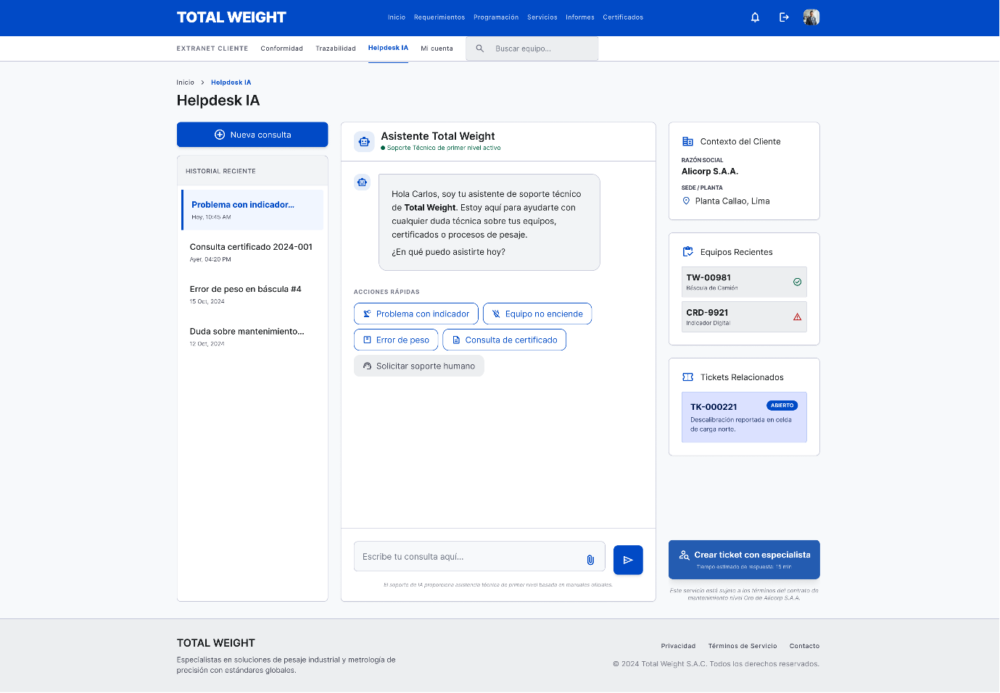 TOTAL WEIGHT
Inicio Requerimientos Programación Servicios Informes Certificados
EXTRANET CLIENTE Conformidad Trazabilidad Helpdesk IA Mi cuenta Buscar equipo...
Inicio > Helpdesk IA
Helpdesk IA
Nueva consulta
HISTORIAL RECIENTE
Problema con indicador...
Hoy, 10:45 AM
Consulta certificado 2024-001
Ayer, 04:20 PM
Error de peso en báscula #4
15 Oct, 2024
Duda sobre mantenimiento...
12 Oct, 2024
Asistente Total Weight
Soporte Técnico de primer nivel activo
Hola Carlos, soy tu asistente de soporte técnico
de Total Weight. Estoy aquí para ayudarte con
cualquier duda técnica sobre tus equipos,
certificados o procesos de pesaje.
¿En qué puedo asistirte hoy?
ACCIONES RÁPIDAS
Problema con indicador
Equipo no enciende
Error de peso
Consulta de certificado
Solicitar soporte humano
Escribe tu consulta aquí...
El soporte de IA proporciona asistencia técnica de primer nivel basada en manuales oficiales.
Contexto del Cliente
RAZÓN SOCIAL
Alicorp S.A.A.
SEDE / PLANTA
Planta Callao, Lima
Equipos Recientes
TW-00981
Báscula de Camión
CRD-9921
Indicador Digital
Tickets Relacionados
TK-000221
ABIERTO
Descalibración reportada en celda
de carga norte.
Crear ticket con especialista
Tiempo estimado de respuesta: 15 min
Este servicio está sujeto a los términos del contrato de
mantenimiento nivel Oro de Alicorp S.A.A.
TOTAL WEIGHT
Especialistas en soluciones de pesaje industrial y metrología de
precisión con estándares globales.
Privacidad Términos de Servicio Contacto
© 2024 Total Weight S.A.C. Todos los derechos reservados.